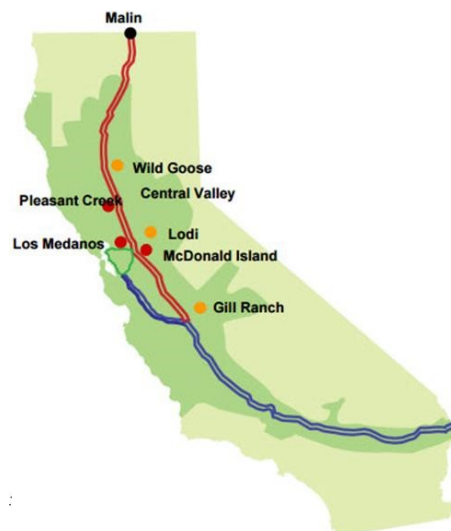 Malin
Wild Goose
Central Valley
Pleasant Creek
Lodi
Los Medanos
McDonald Island
Gill Ranch